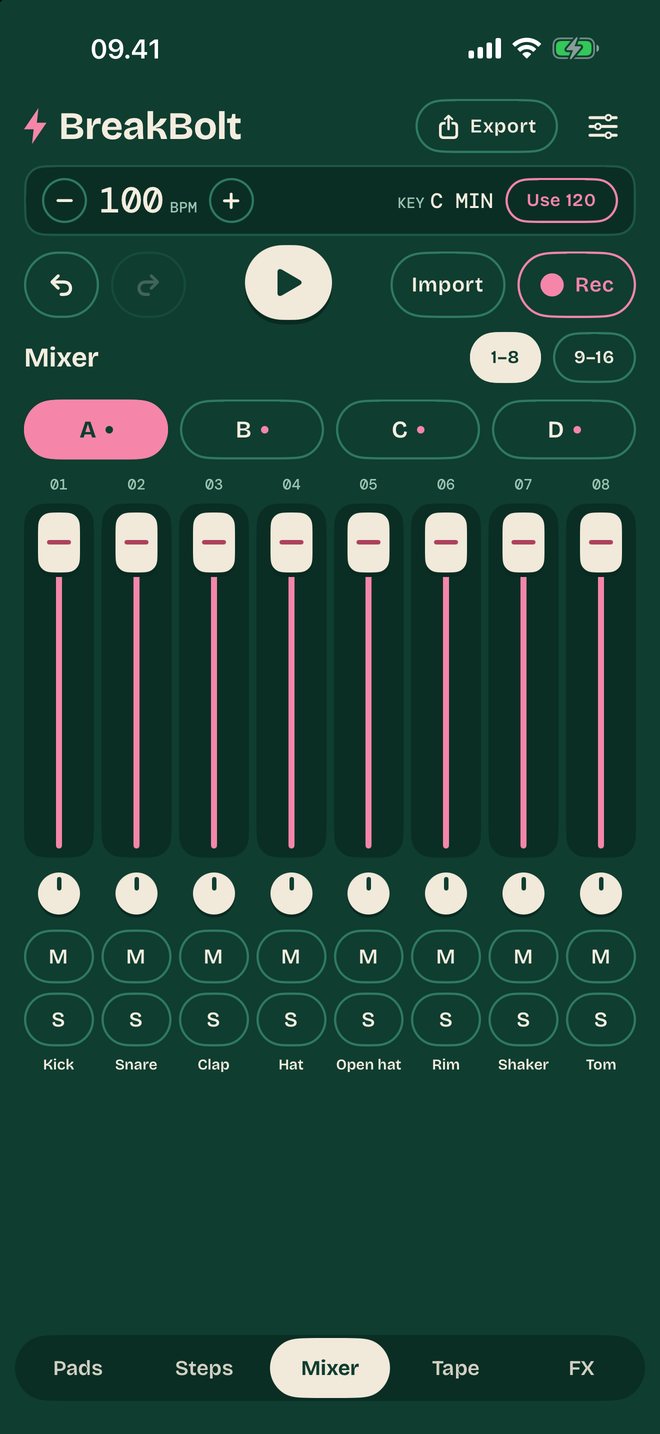 09.41
BreakBolt
Export
100 BPM
KEY C MIN
Use 120
Import
Rec
Mixer
1–8
9–16
A
B
C
D
01 02 03 04 05 06 07 08
M M M M M M M M
S S S S S S S S
Kick Snare Clap Hat Open hat Rim Shaker Tom
Pads Steps Mixer Tape FX